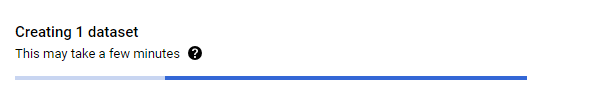 Creating 1 dataset
This may take a few minutes ?